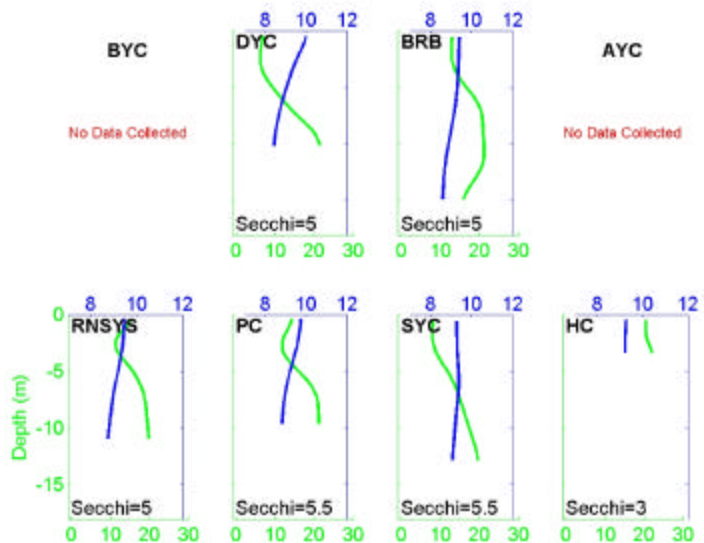 8 10 12 8 10 12
BYC DYC BRB AYC
No Data Collected No Data Collected
Secchi=5 Secchi=5
0 10 20 30 0 10 20 30
8 10 12 8 10 12 8 10 12 8 10 12
0 RNSYS PC SYC HC
-5
Depth (m)
-10
-15
Secchi=5 Secchi=5.5 Secchi=5.5 Secchi=3
0 10 20 30 0 10 20 30 0 10 20 30 0 10 20 30